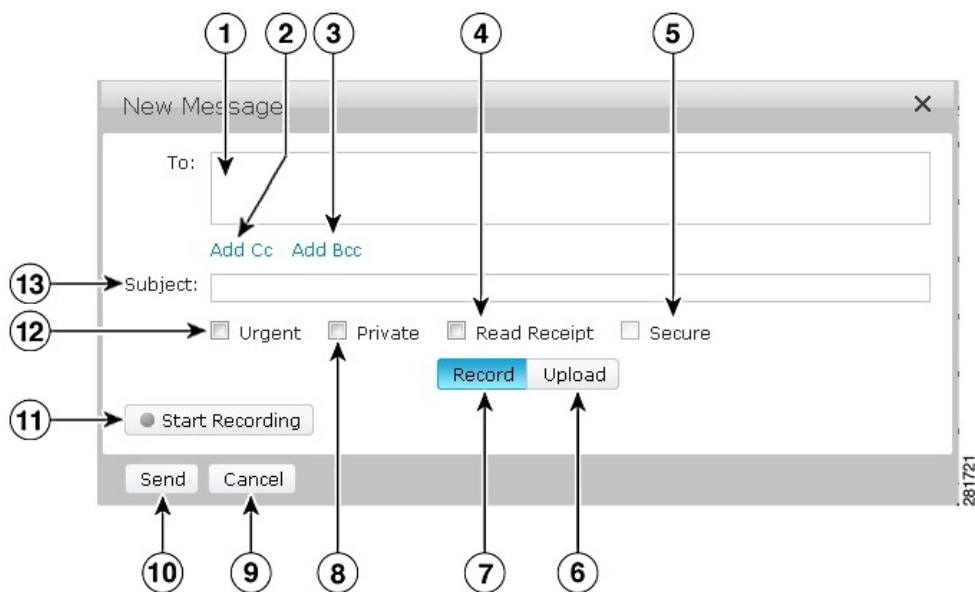 1 2 3 4 5
New Message ×
To:
Add Cc Add Bcc
13 Subject:
12 Urgent Private Read Receipt Secure
Record Upload
11 Start Recording
Send Cancel
10 9 8 7 6
281721